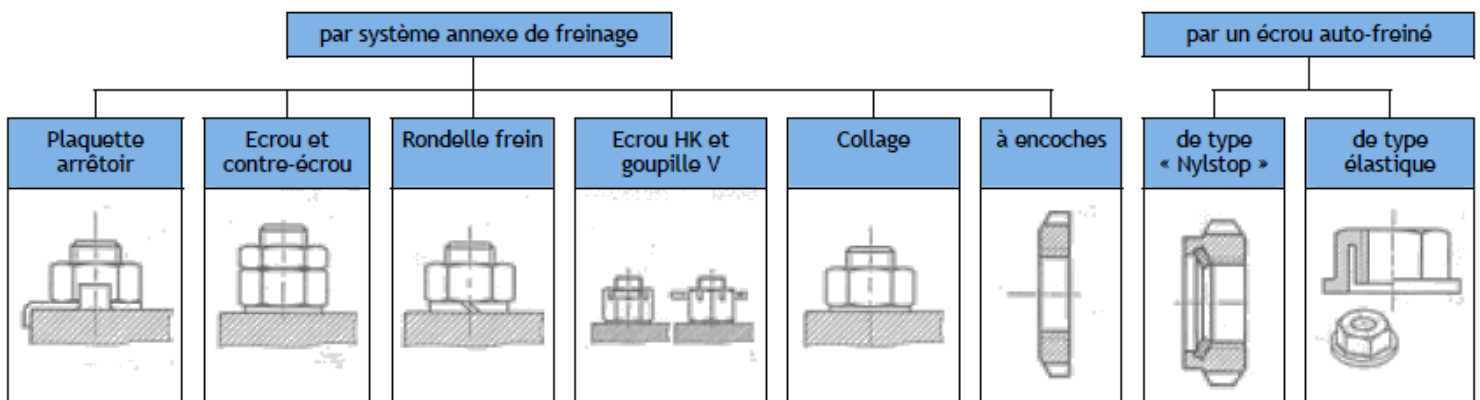 par système annexe de freinage
par un écrou auto-freiné
Plaquette
arrêtoir
Ecrou et
contre-écrou
Rondelle frein
Ecrou HK et
goupille V
Collage
à encoches
de type
« Nylstop »
de type
élastique